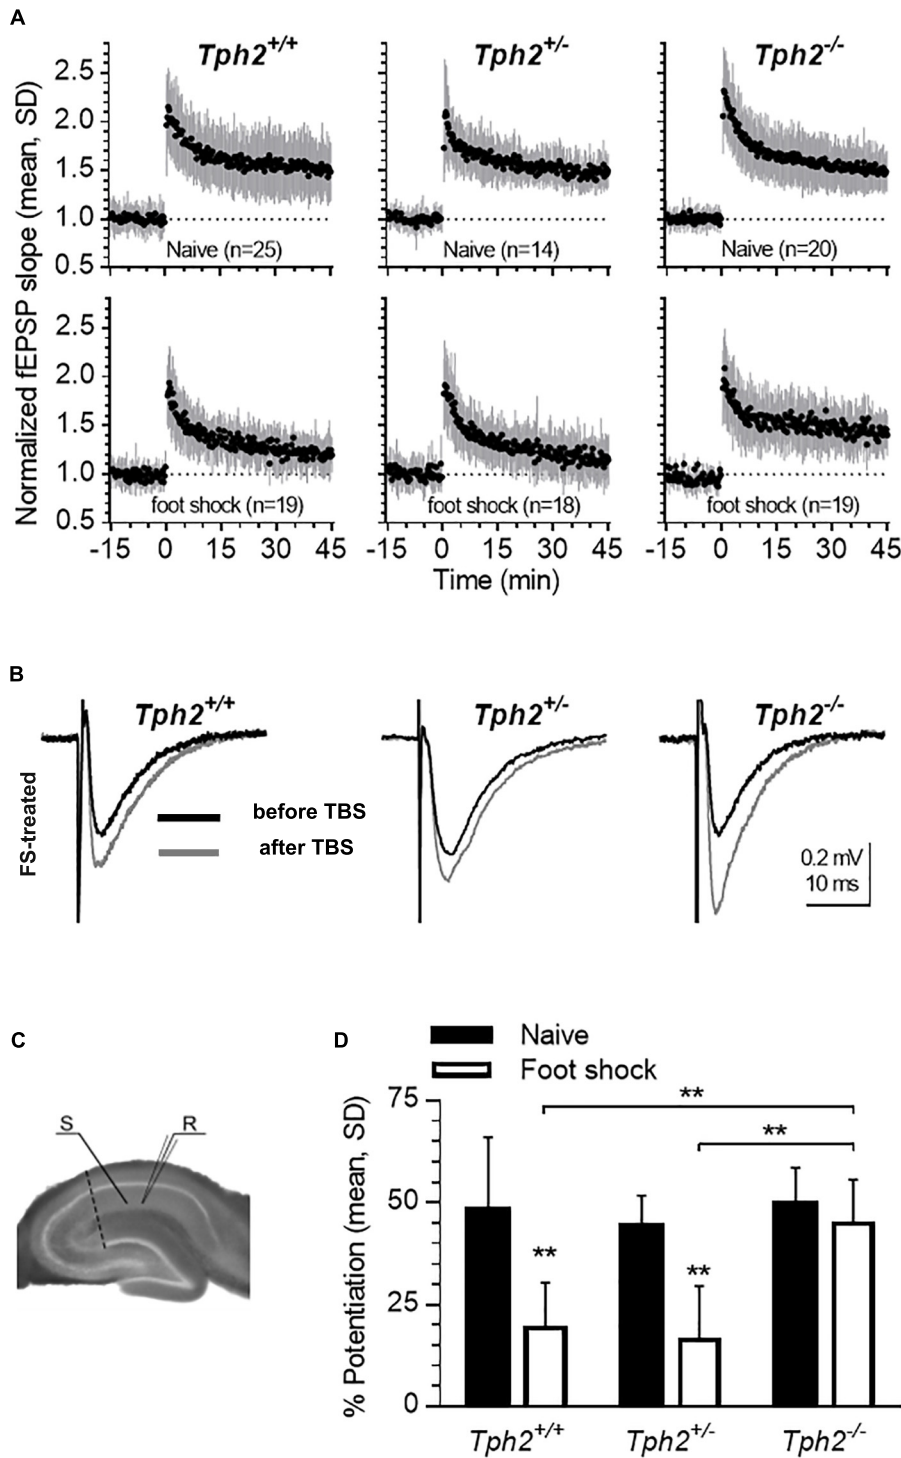 A
Tph2+/+ Tph2+/- Tph2-/-
Normalized fEPSP slope (mean, SD)
2.5
2.0
1.5
1.0
0.5
Naive (n=25) Naive (n=14) Naive (n=20)
2.5
2.0
1.5
1.0
0.5
foot shock (n=19) foot shock (n=18) foot shock (n=19)
-15 0 15 30 45 -15 0 15 30 45 -15 0 15 30 45
Time (min)
B
Tph2+/+ Tph2+/- Tph2-/-
FS-treated
before TBS
after TBS
0.2 mV
10 ms
C
S R
D
Naive
Foot shock
% Potentiation (mean, SD)
75
50
25
0
**
**
**
**
Tph2+/+ Tph2+/- Tph2-/-